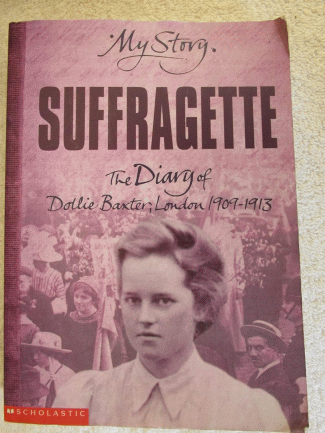 My Story.
SUFFRAGETTE
The Diary of
Dollie Baxter, London 1909-1913
SCHOLASTIC